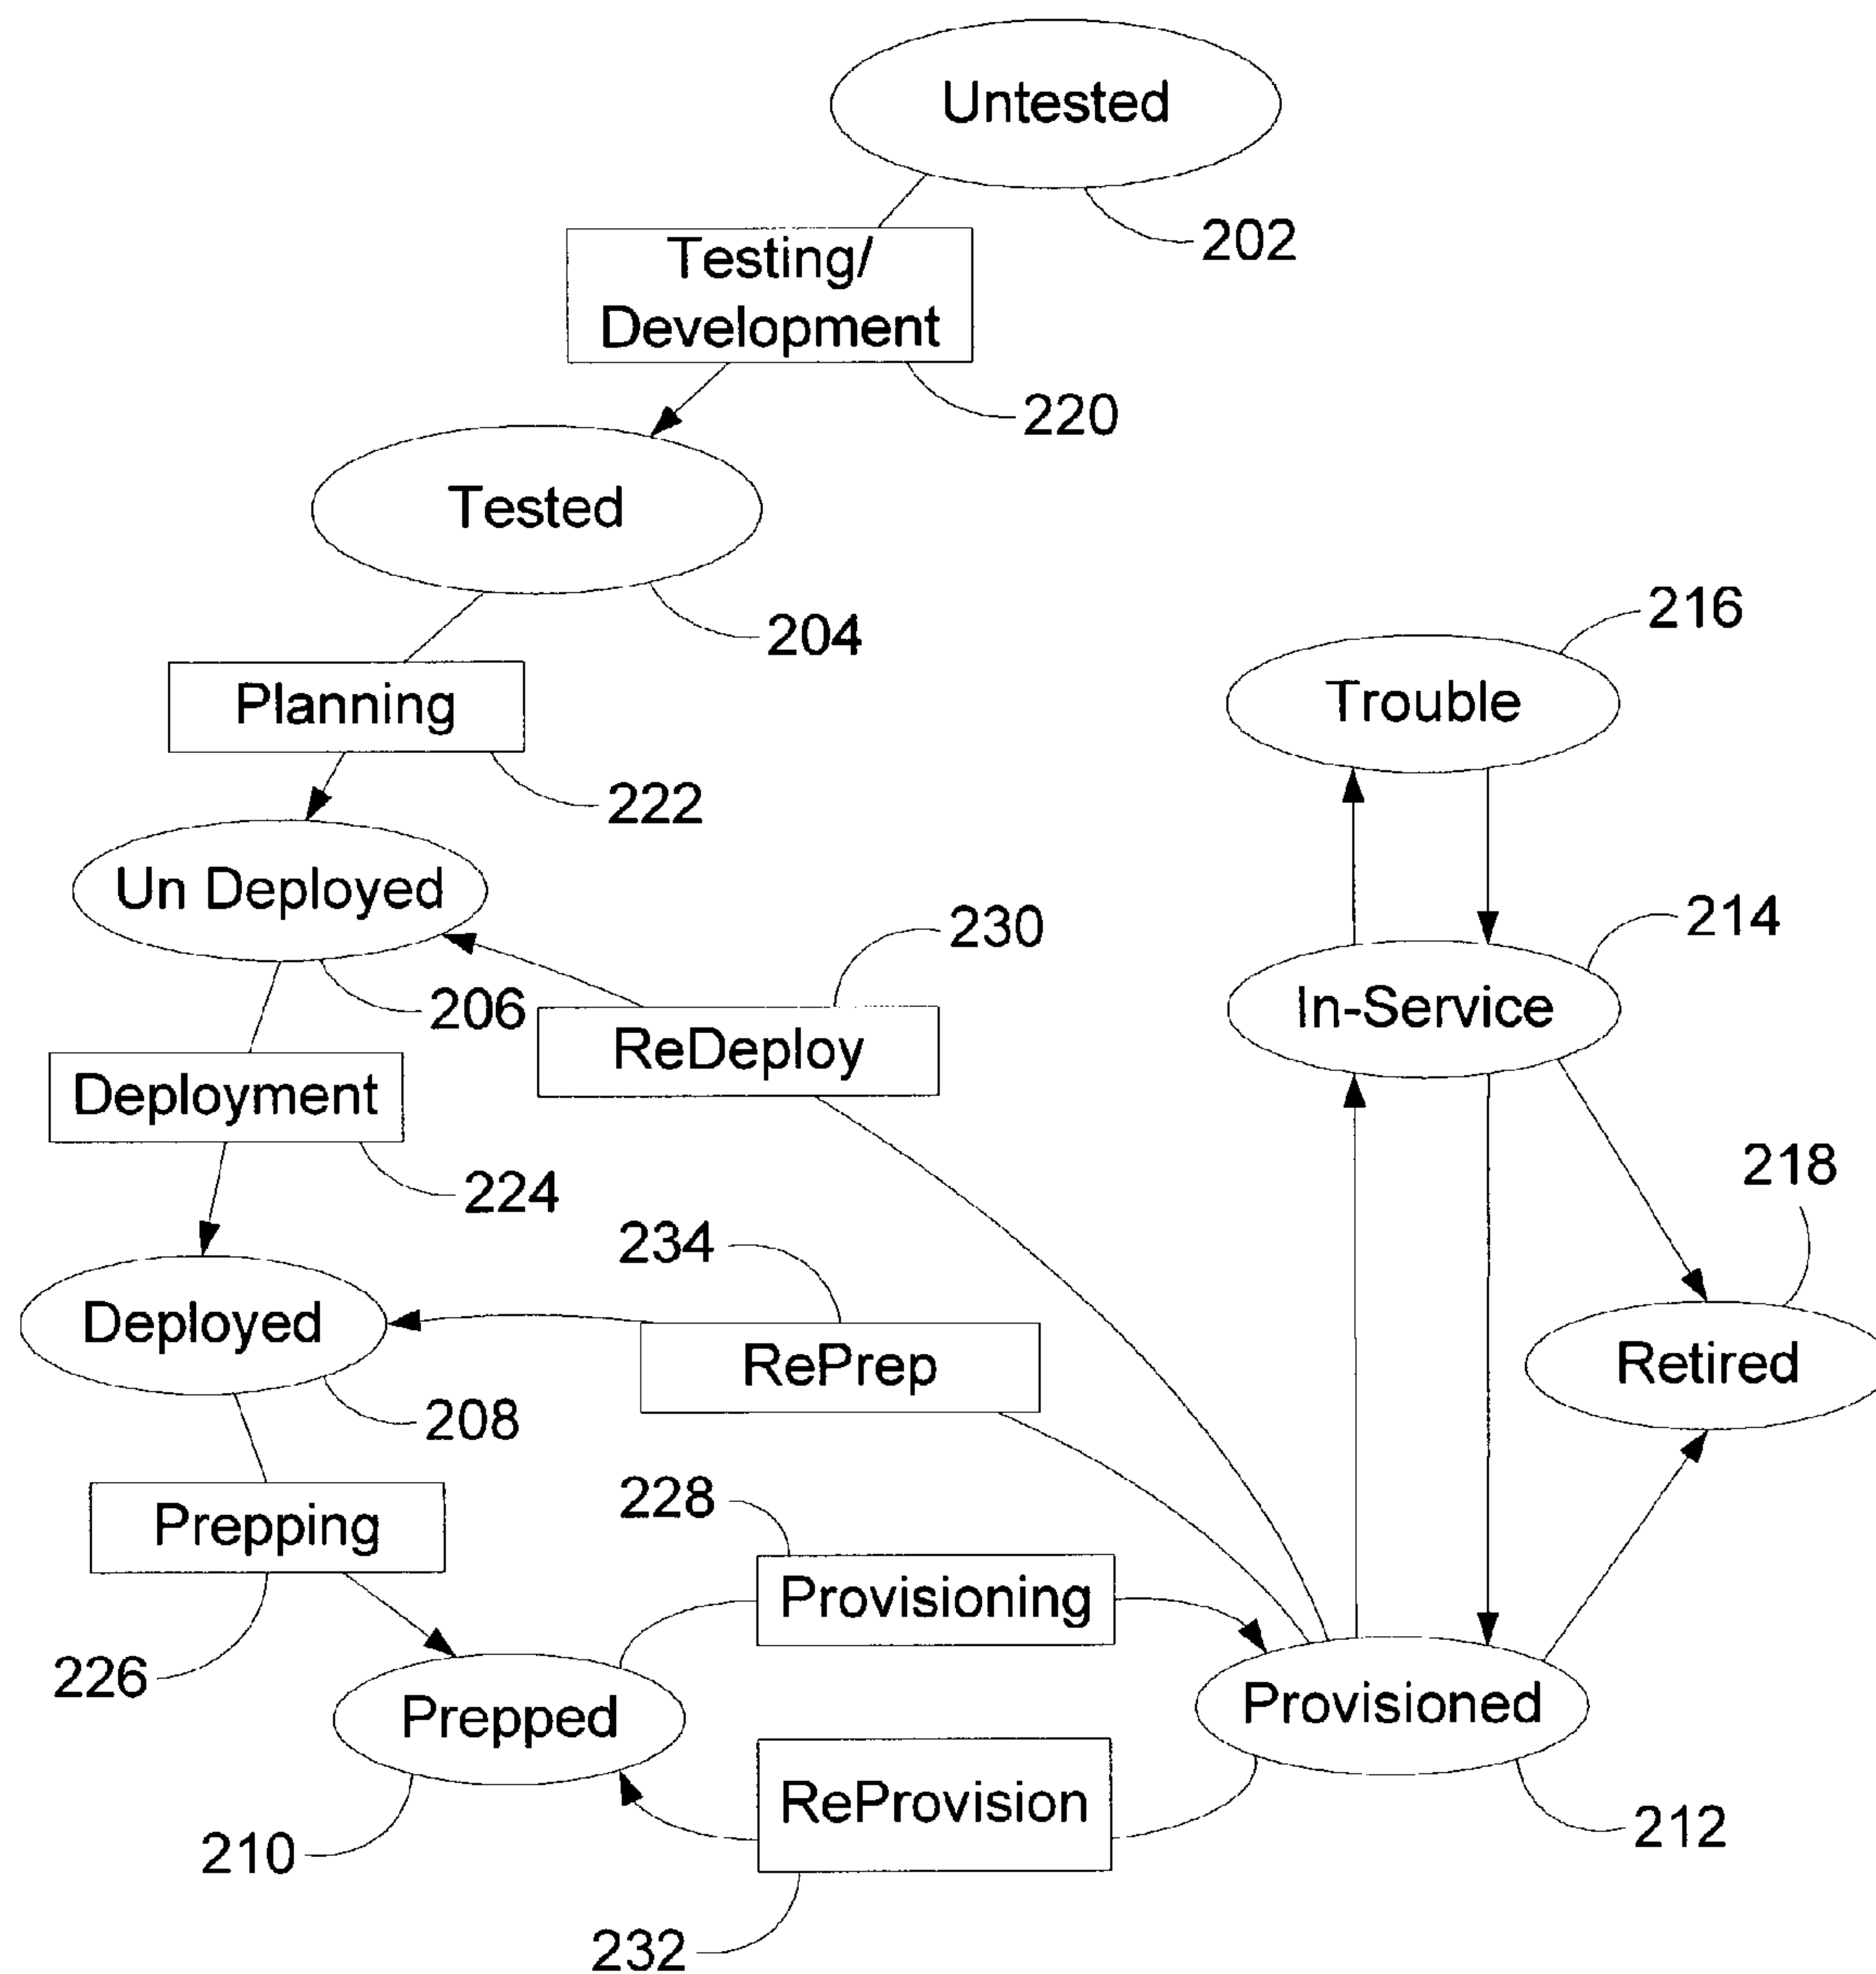 Untested
202
Testing/
Development
220
Tested
204
216
Trouble
Planning
222
Un Deployed
230
214
206
In-Service
ReDeploy
Deployment
224
218
234
Deployed
RePrep
Retired
208
228
Prepping
Provisioning
226
Prepped
Provisioned
ReProvision
210
212
232